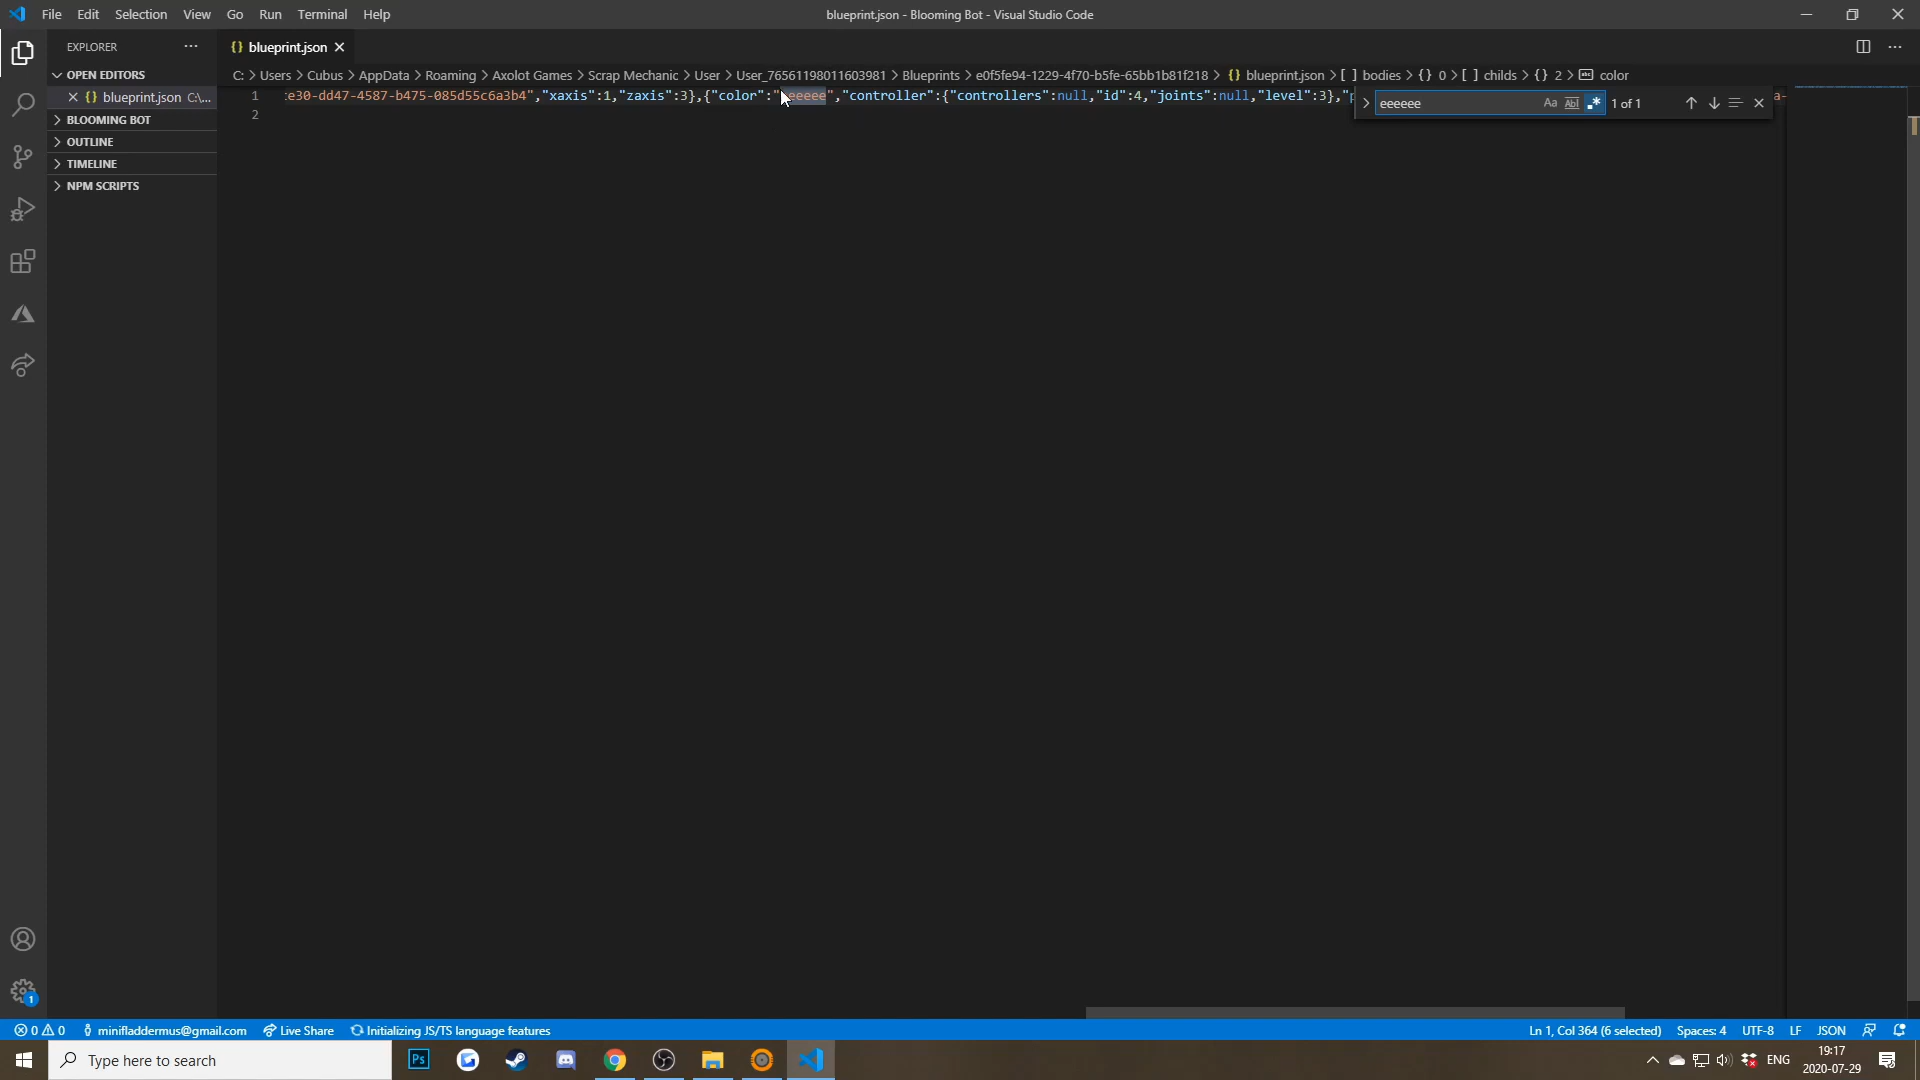 File Edit Selection View Go Run Terminal Help
blueprint.json - Blooming Bot - Visual Studio Code
EXPLORER
blueprint.json
OPEN EDITORS
C: > Users > Cubus > AppData > Roaming > Axolot Games > Scrap Mechanic > User > User_76561198011603981 > Blueprints > e0f5fe94-1229-4f70-b5fe-65bb1b81f218 > {} blueprint.json > [ ] bodies > {} 0 > [ ] childs > {} 2 > color
blueprint.json C:\...
1 e30-dd47-4587-b475-085d55c6a3b4","xaxis":1,"zaxis":3},{"color":"eeeeee","controller":{"controllers":null,"id":4,"joints":null,"level":3},"
eeeeee Aa Abl .* 1 of 1
2
BLOOMING BOT
OUTLINE
TIMELINE
NPM SCRIPTS
1
0 0 minifladdermus@gmail.com Live Share Initializing JS/TS language features
Ln 1, Col 364 (6 selected) Spaces: 4 UTF-8 LF JSON
Type here to search
Ps
ENG
19:17
2020-07-29